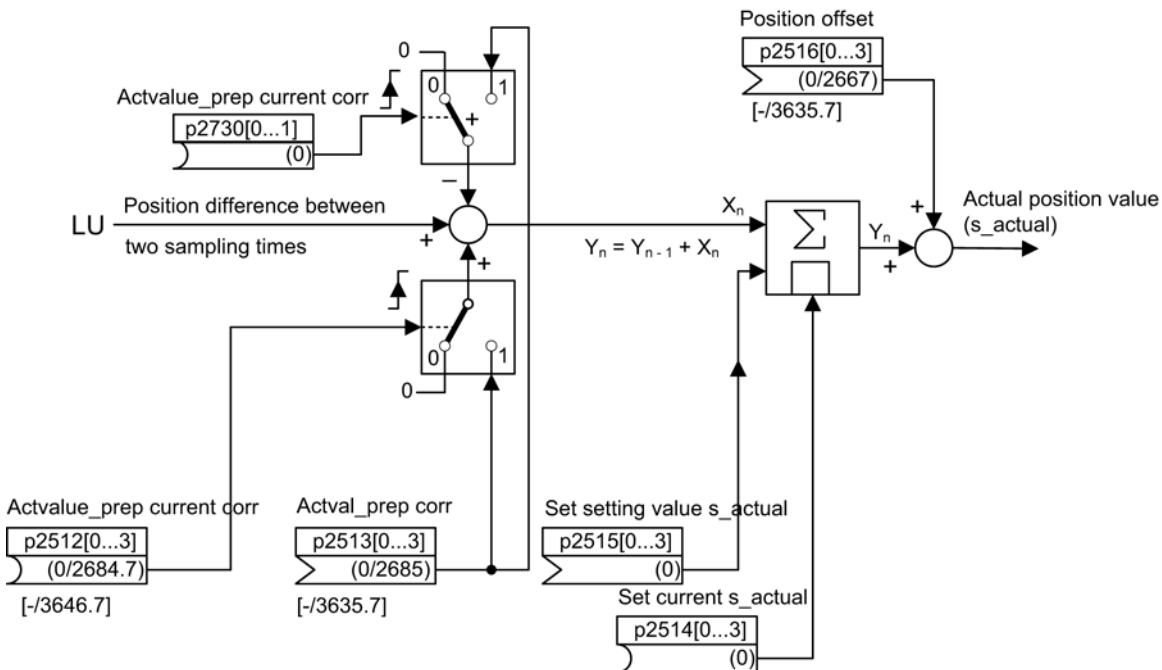 Position offset
p2516[0...3]
(0/2667)
[-/3635.7]
0
0
1
Actvalue_prep current corr
p2730[0...1]
(0)
+
–
LU
Position difference between
two sampling times
+
+
Xn
Yn = Yn - 1 + Xn
Σ
Yn
+
+
Actual position value
(s_actual)
0
1
0
Actvalue_prep current corr
p2512[0...3]
(0/2684.7)
[-/3646.7]
Actval_prep corr
p2513[0...3]
(0/2685)
[-/3635.7]
Set setting value s_actual
p2515[0...3]
(0)
Set current s_actual
p2514[0...3]
(0)